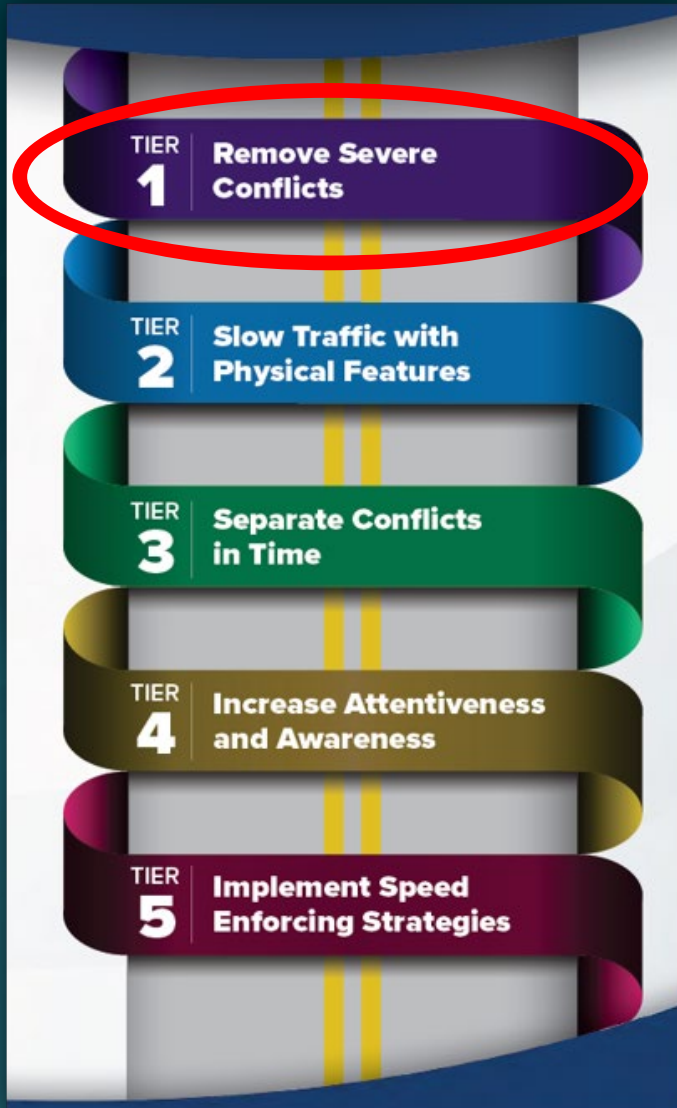 TIER
1
Remove Severe
Conflicts
TIER
2
Slow Traffic with
Physical Features
TIER
3
Separate Conflicts
in Time
TIER
4
Increase Attentiveness
and Awareness
TIER
5
Implement Speed
Enforcing Strategies